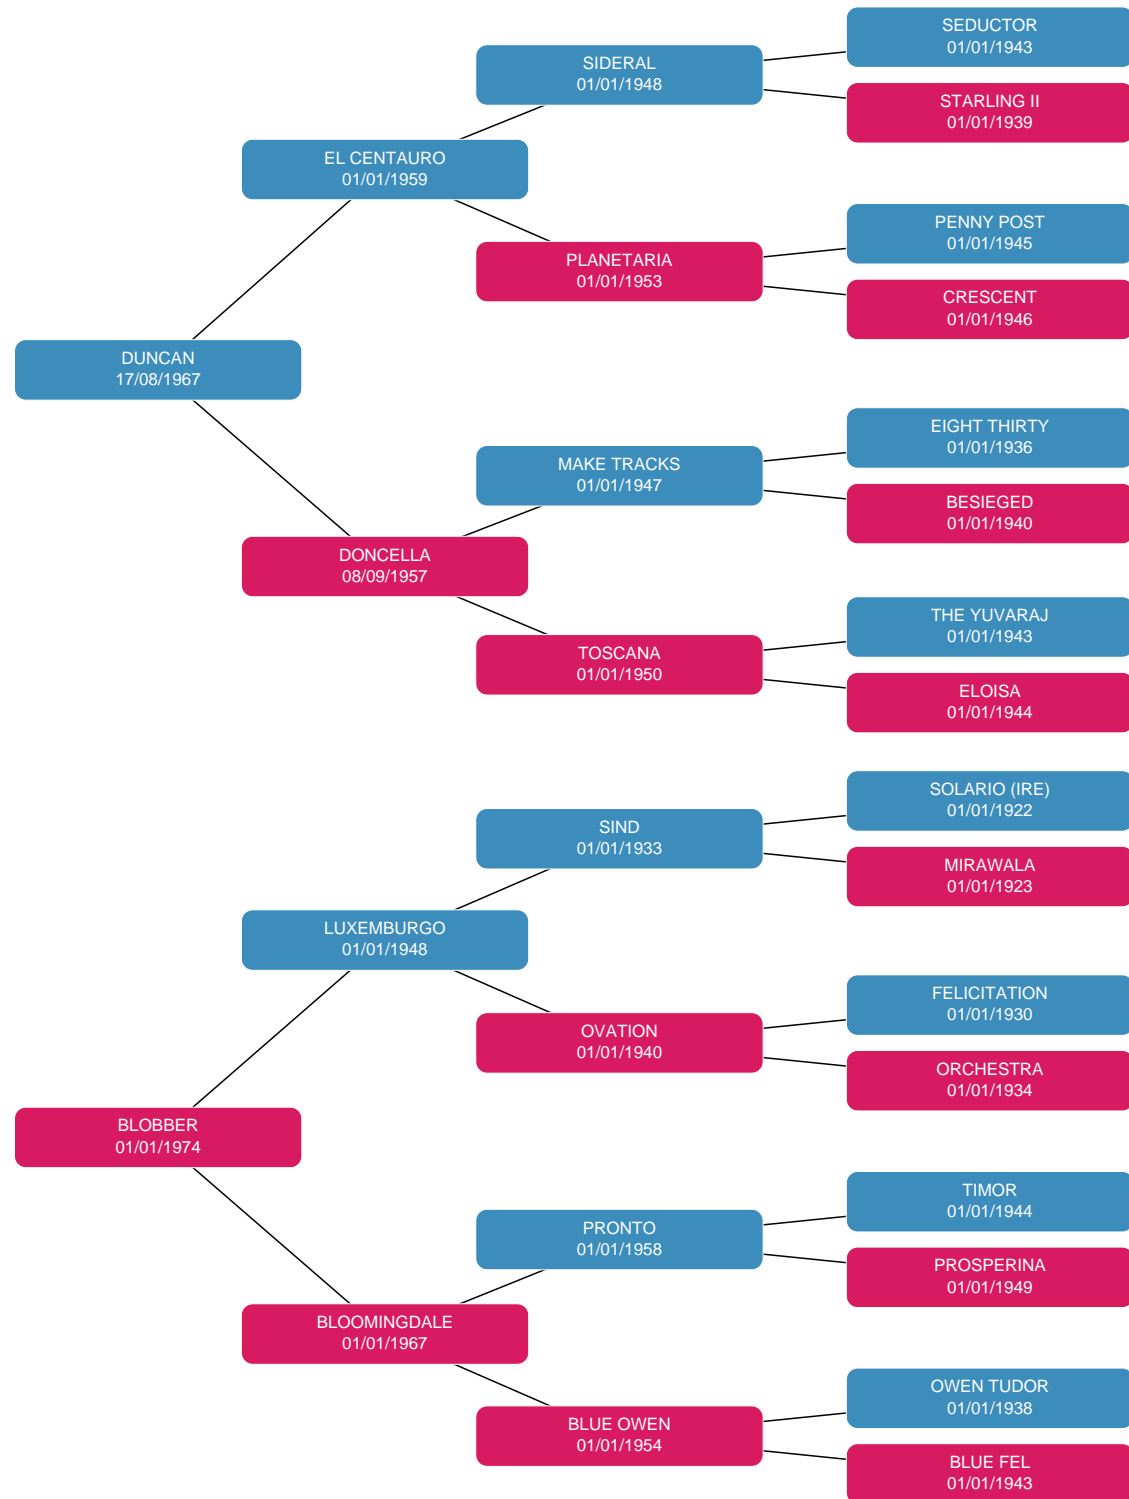 SEDUCTOR
01/01/1943
SIDERAL
01/01/1948
STARLING II
01/01/1939
EL CENTAURO
01/01/1959
PENNY POST
01/01/1945
PLANETARIA
01/01/1953
CRESCENT
01/01/1946
DUNCAN
17/08/1967
EIGHT THIRTY
01/01/1936
MAKE TRACKS
01/01/1947
BESIEGED
01/01/1940
DONCELLA
08/09/1957
THE YUVARAJ
01/01/1943
TOSCANA
01/01/1950
ELOISA
01/01/1944
SOLARIO (IRE)
01/01/1922
SIND
01/01/1933
MIRAWALA
01/01/1923
LUXEMBURGO
01/01/1948
FELICITATION
01/01/1930
OVATION
01/01/1940
ORCHESTRA
01/01/1934
BLOBBER
01/01/1974
TIMOR
01/01/1944
PRONTO
01/01/1958
PROSPERINA
01/01/1949
BLOOMINGDALE
01/01/1967
OWEN TUDOR
01/01/1938
BLUE OWEN
01/01/1954
BLUE FEL
01/01/1943